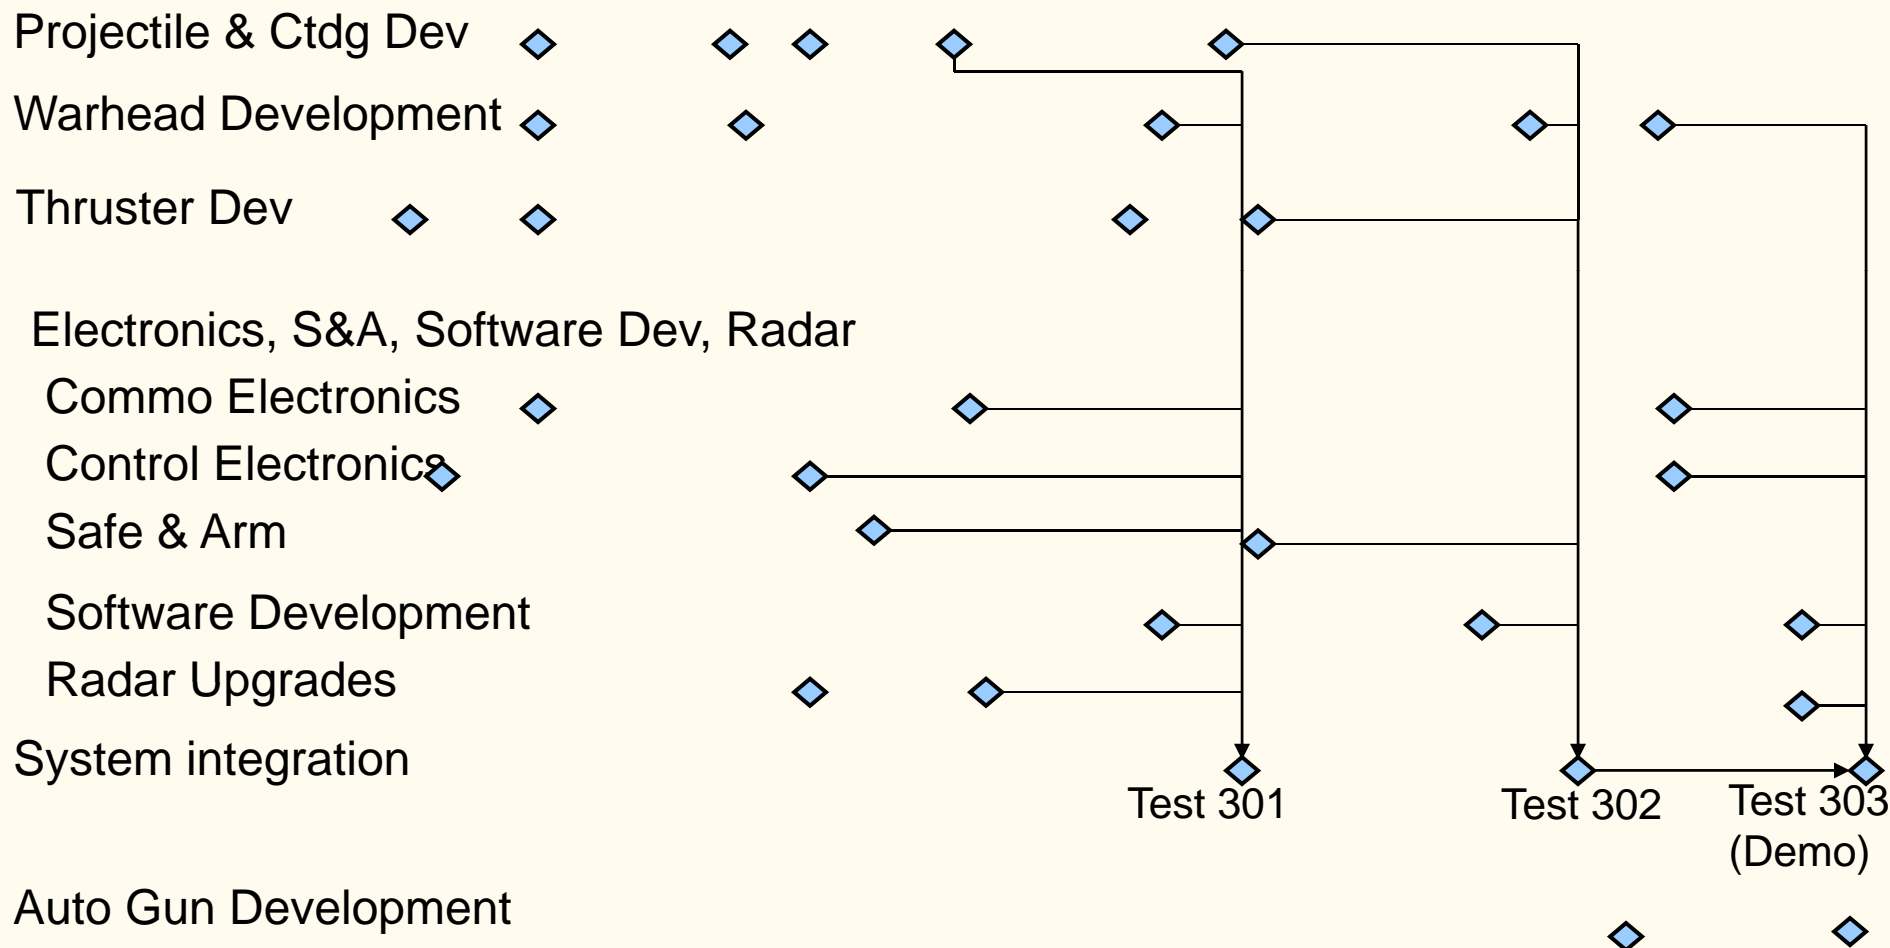 Projectile & Ctdg Dev
Warhead Development
Thruster Dev
Electronics, S&A, Software Dev, Radar
Commo Electronics
Control Electronics
Safe & Arm
Software Development
Radar Upgrades
System integration
Test 301
Test 302
Test 303
(Demo)
Auto Gun Development